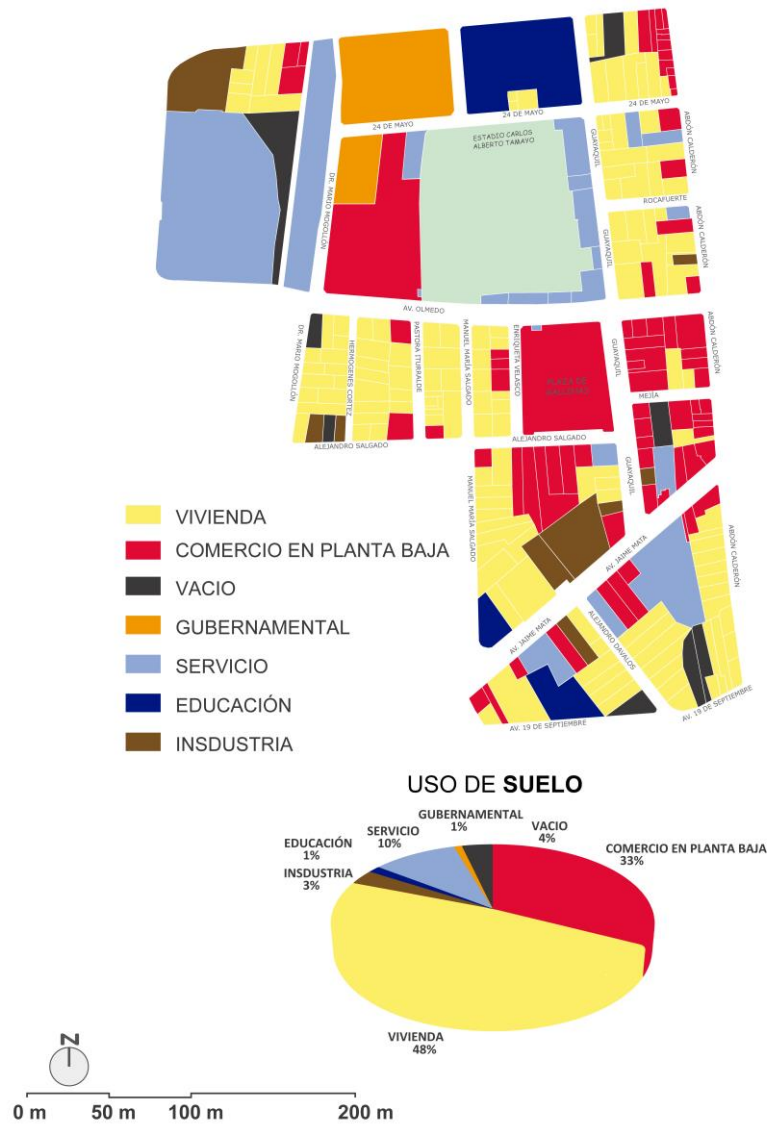 24 DE MAYO
24 DE MAYO
24 DE MAYO
ESTADIO CARLOS
ALBERTO TAMAYO
GUAYAQUIL
ABDÓN CALDERÓN
DR. MARIO MOGOLLÓN
ROCAFUERTE
GUAYAQUIL
ABDÓN CALDERÓN
AV. OLMEDO
DR. MARIO MOGOLLÓN
HERMOGENES CORTEZ
PASTORA ITURRALDE
MANUEL MARÍA SALGADO
ENRIQUETA VELASCO
PLAZA DE
GUAYAQUIL
ABDÓN CALDERÓN
MEJÍA
ALEJANDRO SALGADO
ALEJANDRO SALGADO
MANUEL MARÍA SALGADO
GUAYAQUIL
AV. JAIME MATA
ABDÓN CALDERÓN
AV. JAIME MATA
ALEJANDRO DAVALOS
AV. 19 DE SEPTIEMBRE
AV. 19 DE SEPTIEMBRE
VIVIENDA
COMERCIO EN PLANTA BAJA
VACIO
GUBERNAMENTAL
SERVICIO
EDUCACIÓN
INSDUSTRIA
USO DE SUELO
GUBERNAMENTAL
1%
VACIO
4%
SERVICIO
10%
EDUCACIÓN
1%
INSDUSTRIA
3%
COMERCIO EN PLANTA BAJA
33%
VIVIENDA
48%
N
0 m 50 m 100 m 200 m